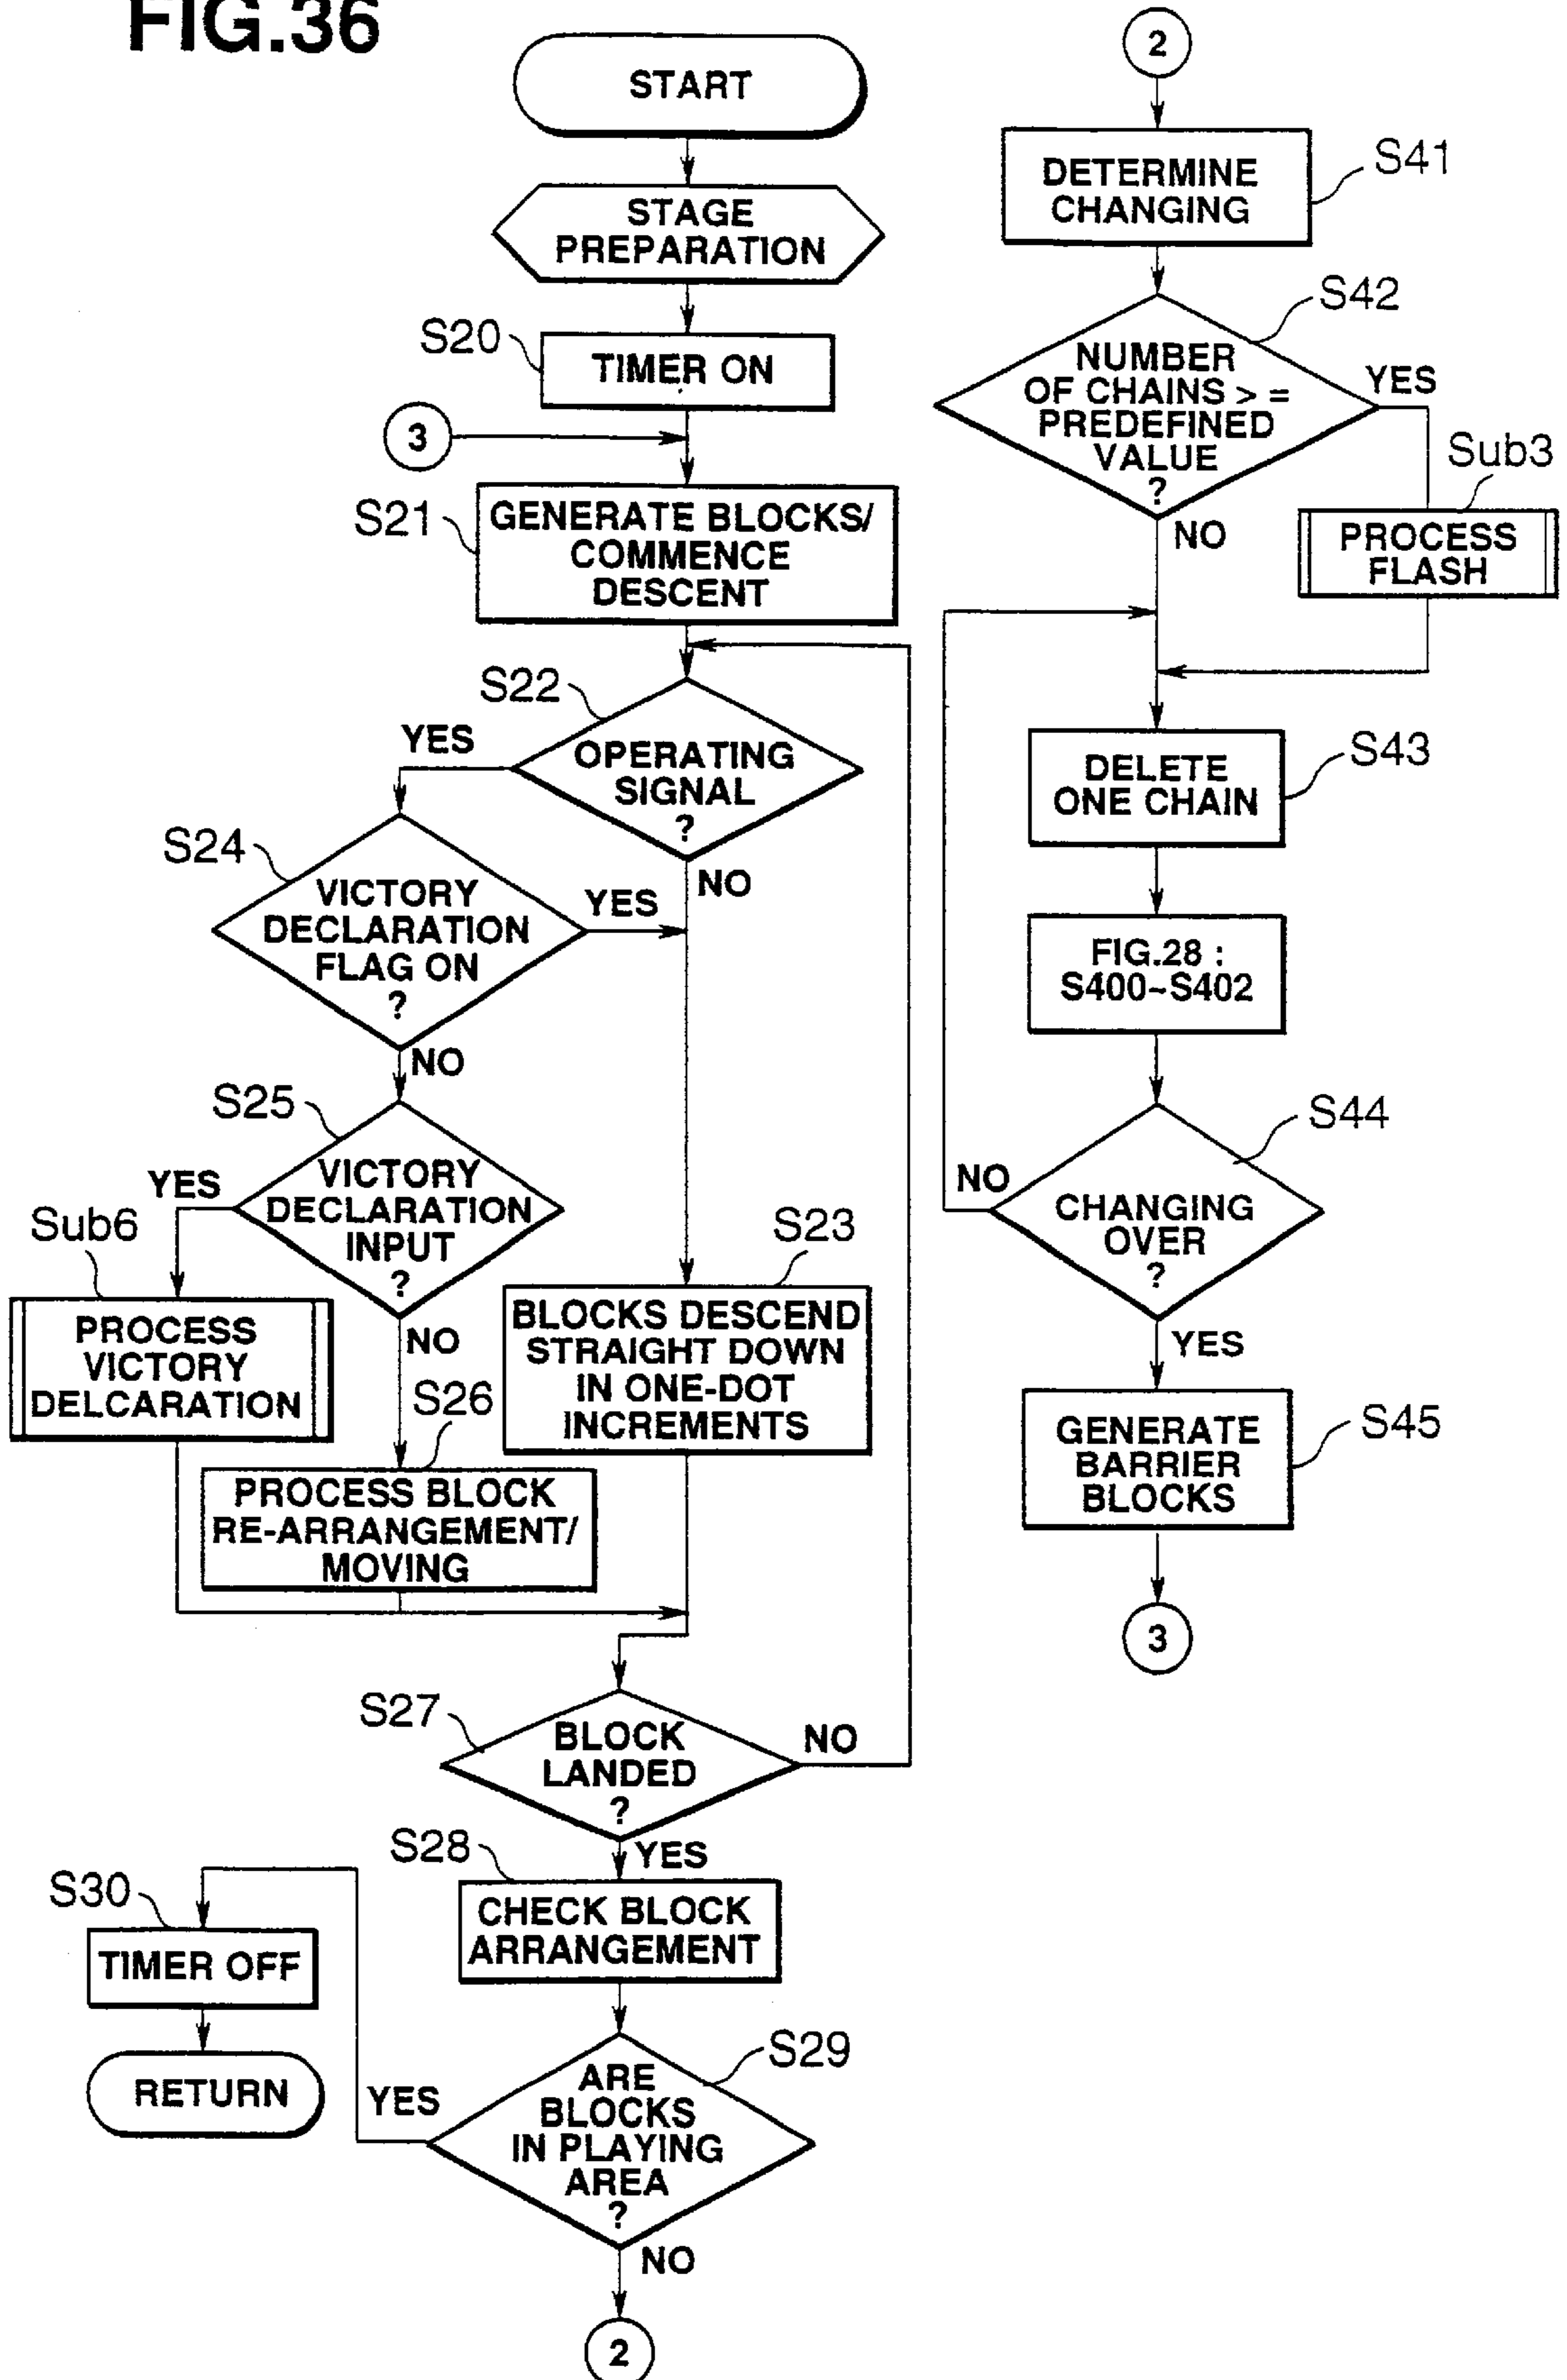 FIG.36
START
STAGE
PREPARATION
S20
TIMER ON
3
S21
GENERATE BLOCKS/
COMMENCE
DESCENT
S22
YES
OPERATING
SIGNAL
?
NO
S24
VICTORY
DECLARATION
FLAG ON
?
YES
NO
S25
YES
VICTORY
DECLARATION
INPUT
?
NO
Sub6
PROCESS
VICTORY
DELCARATION
S23
BLOCKS DESCEND
STRAIGHT DOWN
IN ONE-DOT
INCREMENTS
S26
PROCESS BLOCK
RE-ARRANGEMENT/
MOVING
S27
BLOCK
LANDED
?
NO
YES
S28
CHECK BLOCK
ARRANGEMENT
S30
TIMER OFF
RETURN
S29
YES
ARE
BLOCKS
IN PLAYING
AREA
?
NO
2
2
DETERMINE
CHANGING
S41
S42
NUMBER
OF CHAINS > =
PREDEFINED
VALUE
?
YES
NO
Sub3
PROCESS
FLASH
DELETE
ONE CHAIN
S43
FIG.28 :
S400~S402
S44
NO
CHANGING
OVER
?
YES
GENERATE
BARRIER
BLOCKS
S45
3